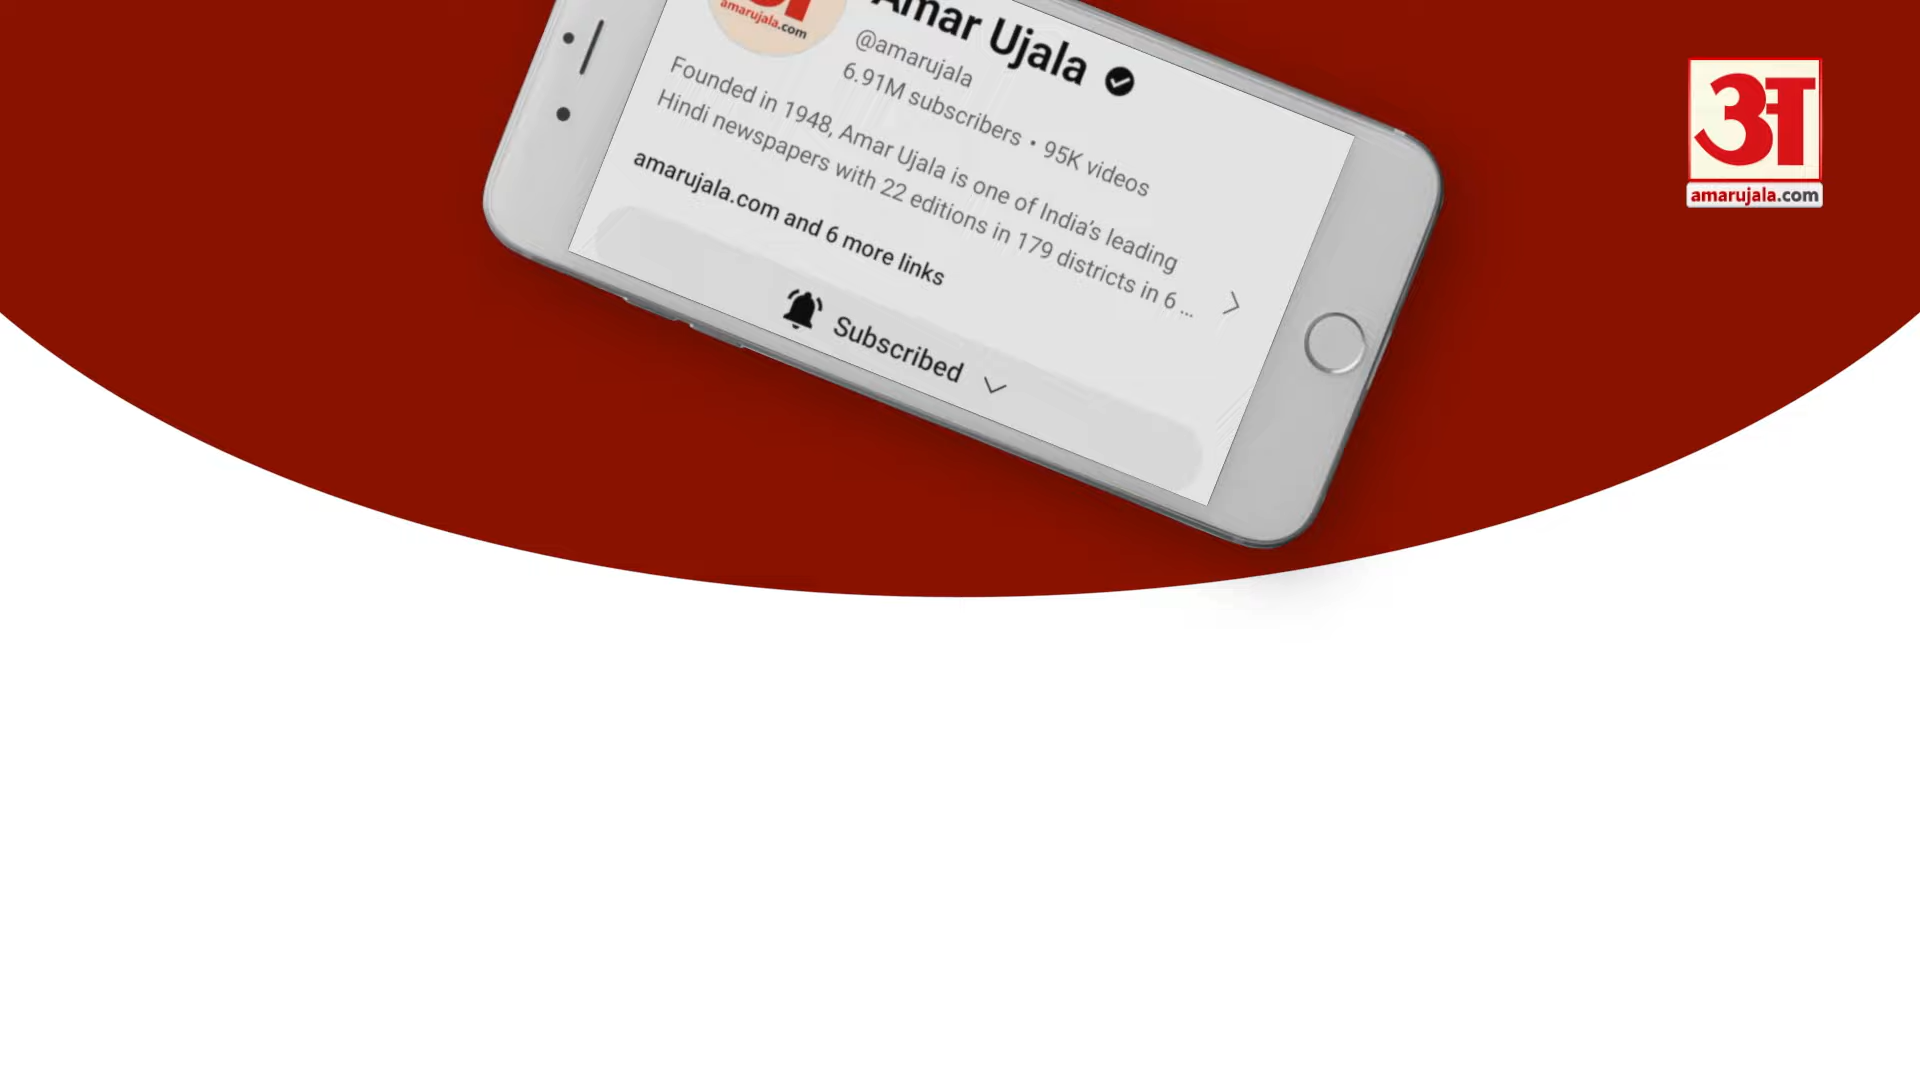 अ
amarujala.com
Amar Ujala
@amarujala
6.91M subscribers • 95K videos
Founded in 1948, Amar Ujala is one of India's leading
Hindi newspapers with 22 editions in 179 districts in 6 ...
amarujala.com and 6 more links
Subscribed
अ
amarujala.com